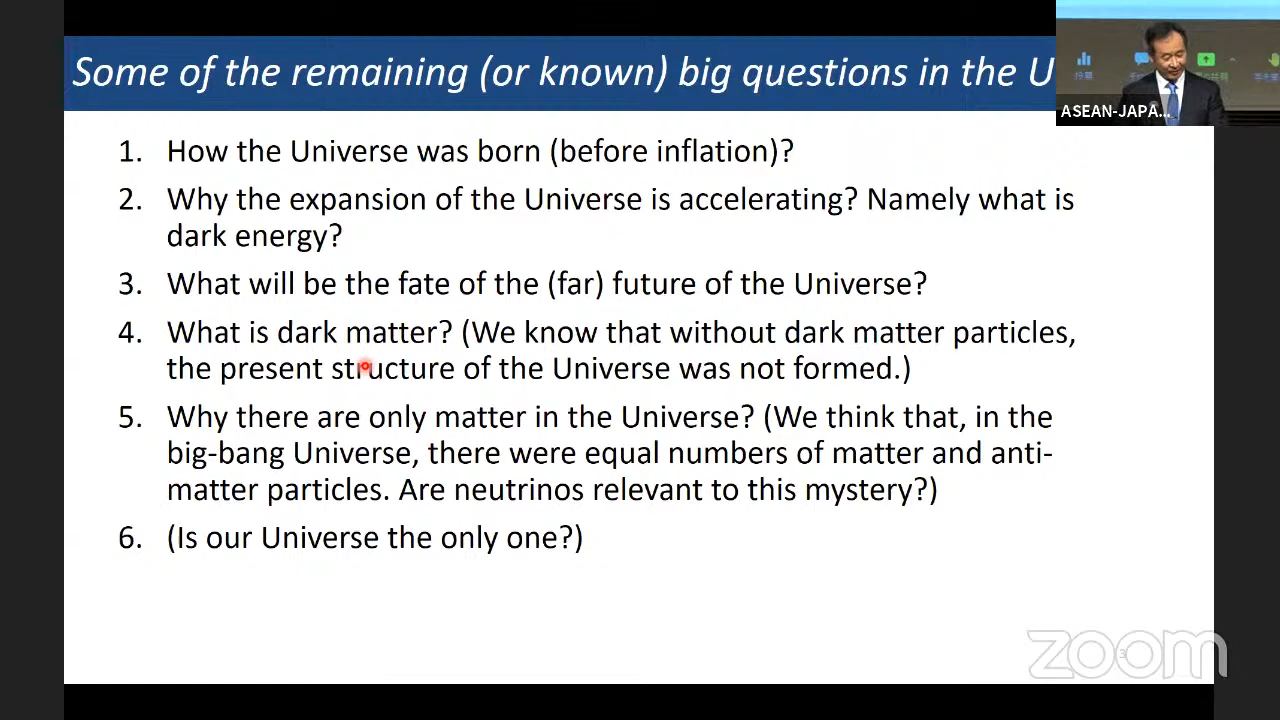 Some of the remaining (or known) big questions in the U
ASEAN-JAPA...
1. How the Universe was born (before inflation)?
2. Why the expansion of the Universe is accelerating? Namely what is
dark energy?
3. What will be the fate of the (far) future of the Universe?
4. What is dark matter? (We know that without dark matter particles,
the present structure of the Universe was not formed.)
5. Why there are only matter in the Universe? (We think that, in the
big-bang Universe, there were equal numbers of matter and anti-
matter particles. Are neutrinos relevant to this mystery?)
6. (Is our Universe the only one?)
zoom
3